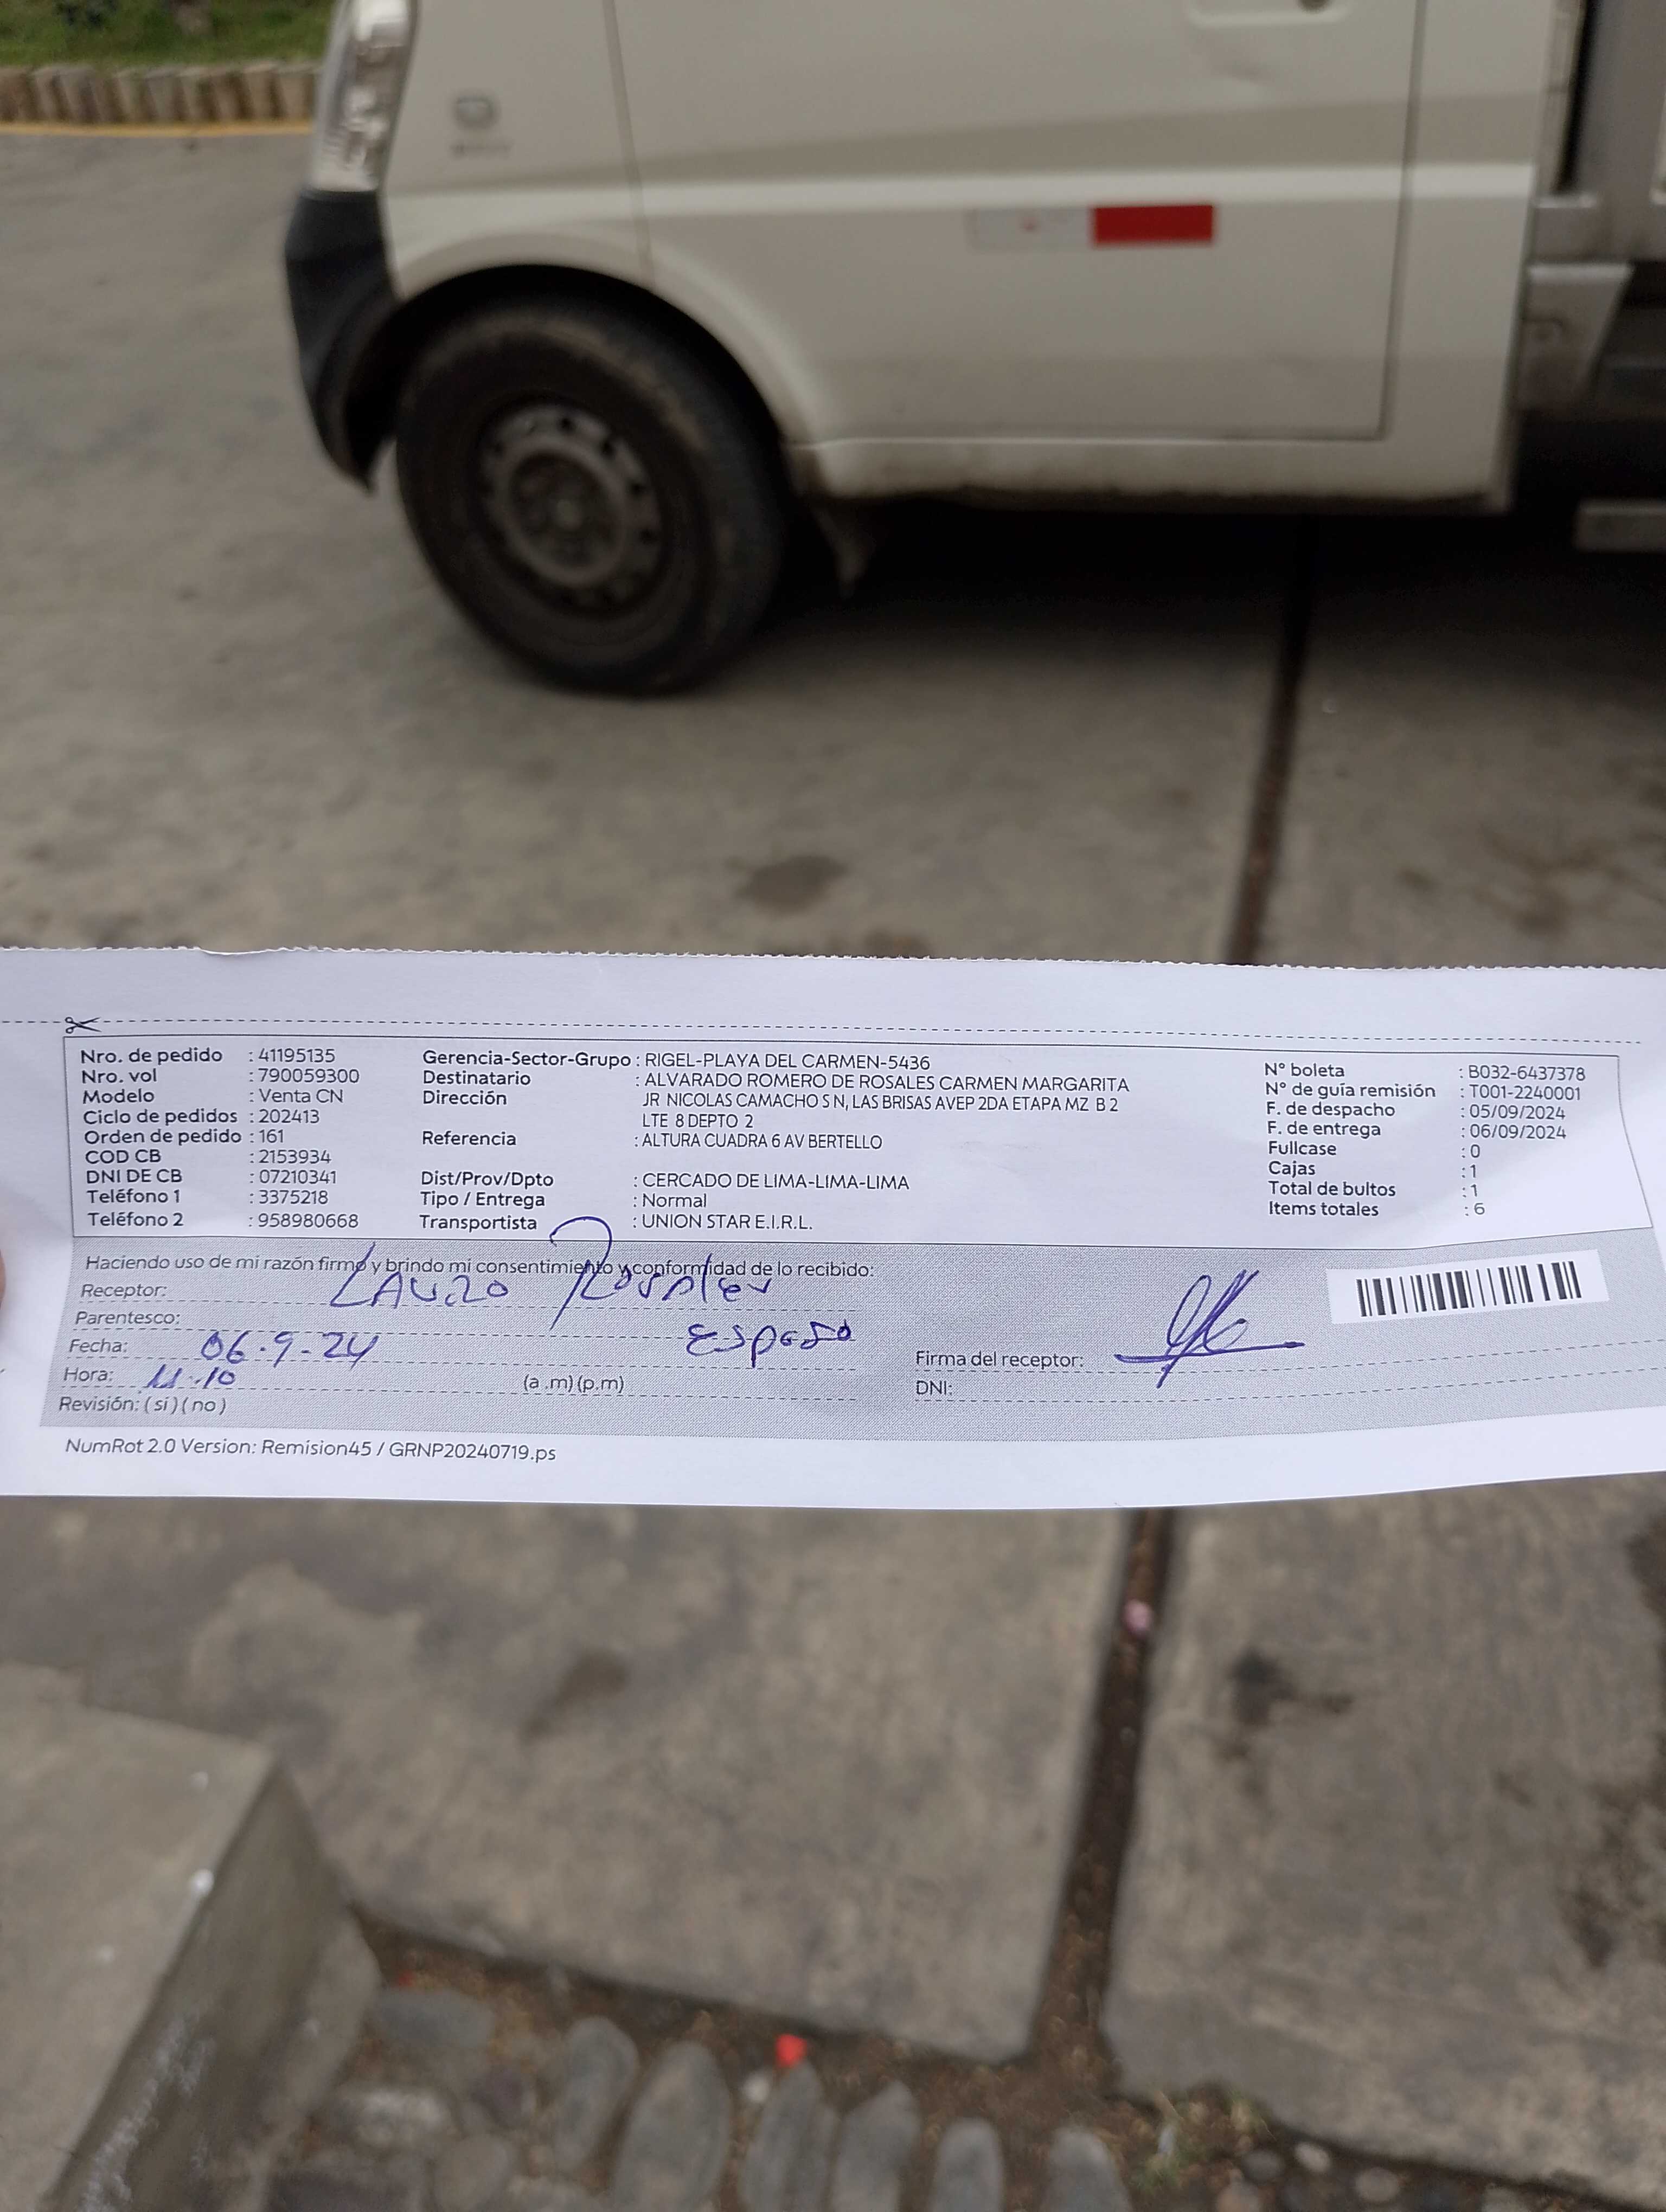 Nro. de pedido : 41195135
Nro. vol : 790059300
Modelo : Venta CN
Ciclo de pedidos : 202413
Orden de pedido : 161
COD CB : 2153934
DNI DE CB : 07210341
Teléfono 1 : 3375218
Teléfono 2 : 958980668
Gerencia-Sector-Grupo : RIGEL-PLAYA DEL CARMEN-5436
Destinatario : ALVARADO ROMERO DE ROSALES CARMEN MARGARITA
Dirección JR NICOLAS CAMACHO S N, LAS BRISAS AVEP 2DA ETAPA MZ B 2
LTE 8 DEPTO 2
Referencia : ALTURA CUADRA 6 AV BERTELLO
Dist/Prov/Dpto : CERCADO DE LIMA-LIMA-LIMA
Tipo / Entrega : Normal
Transportista : UNION STAR E.I.R.L.
N° boleta : B032-6437378
N° de guía remisión : T001-2240001
F. de despacho : 05/09/2024
F. de entrega : 06/09/2024
Fullcase : 0
Cajas : 1
Total de bultos : 1
Items totales : 6
Haciendo uso de mi razón firmo y brindo mi consentimiento y conformidad de lo recibido:
Receptor: LAURO Rosales
Parentesco: Esposo
Fecha: 06.9.24
Hora: 11.10 (a .m) (p.m)
Revisión: ( si ) ( no )
Firma del receptor:
DNI:
NumRot 2.0 Version: Remision45 / GRNP20240719.ps